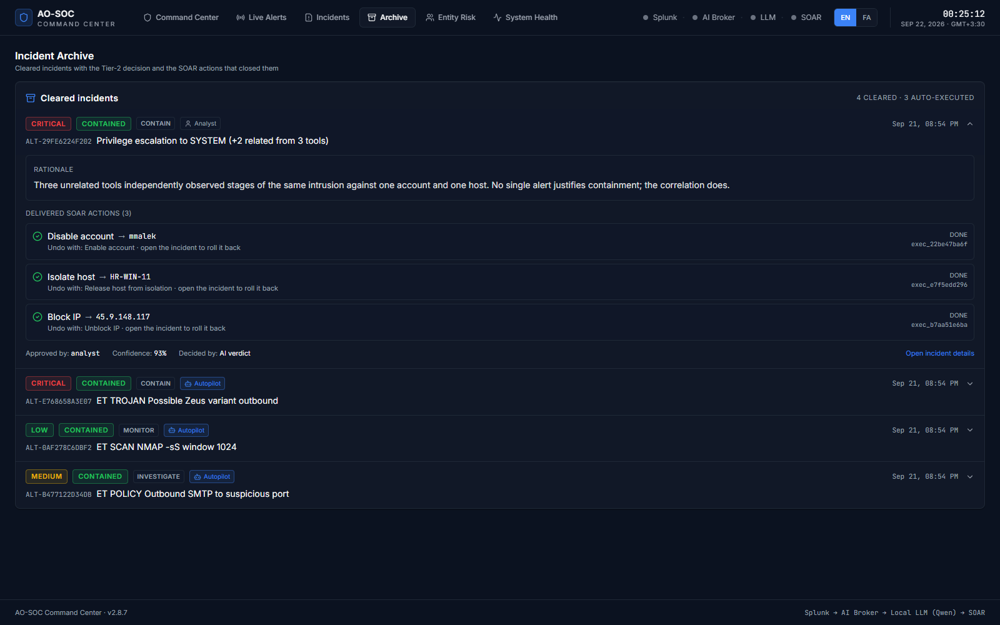 AO-SOC
COMMAND CENTER
Command Center
Live Alerts
Incidents
Archive
Entity Risk
System Health
Splunk · AI Broker · LLM · SOAR
EN FA
00:25:12
SEP 22, 2026 · GMT+3:30
Incident Archive
Cleared incidents with the Tier-2 decision and the SOAR actions that closed them
Cleared incidents
4 CLEARED · 3 AUTO-EXECUTED
CRITICAL CONTAINED CONTAIN Analyst Sep 21, 08:54 PM
ALT-29FE6224F202 Privilege escalation to SYSTEM (+2 related from 3 tools)
RATIONALE
Three unrelated tools independently observed stages of the same intrusion against one account and one host. No single alert justifies containment; the correlation does.
DELIVERED SOAR ACTIONS (3)
Disable account → mmalek DONE
Undo with: Enable account · open the incident to roll it back exec_22be47ba6f
Isolate host → HR-WIN-11 DONE
Undo with: Release host from isolation · open the incident to roll it back exec_e7f5edd296
Block IP → 45.9.148.117 DONE
Undo with: Unblock IP · open the incident to roll it back exec_b7aa51e6ba
Approved by: analyst Confidence: 93% Decided by: AI verdict Open incident details
CRITICAL CONTAINED CONTAIN Autopilot Sep 21, 08:54 PM
ALT-E768658A3E07 ET TROJAN Possible Zeus variant outbound
LOW CONTAINED MONITOR Autopilot Sep 21, 08:54 PM
ALT-0AF278C6DBF2 ET SCAN NMAP -sS window 1024
MEDIUM CONTAINED INVESTIGATE Autopilot Sep 21, 08:54 PM
ALT-B477122D34DB ET POLICY Outbound SMTP to suspicious port
AO-SOC Command Center · v2.8.7
Splunk → AI Broker → Local LLM (Qwen) → SOAR